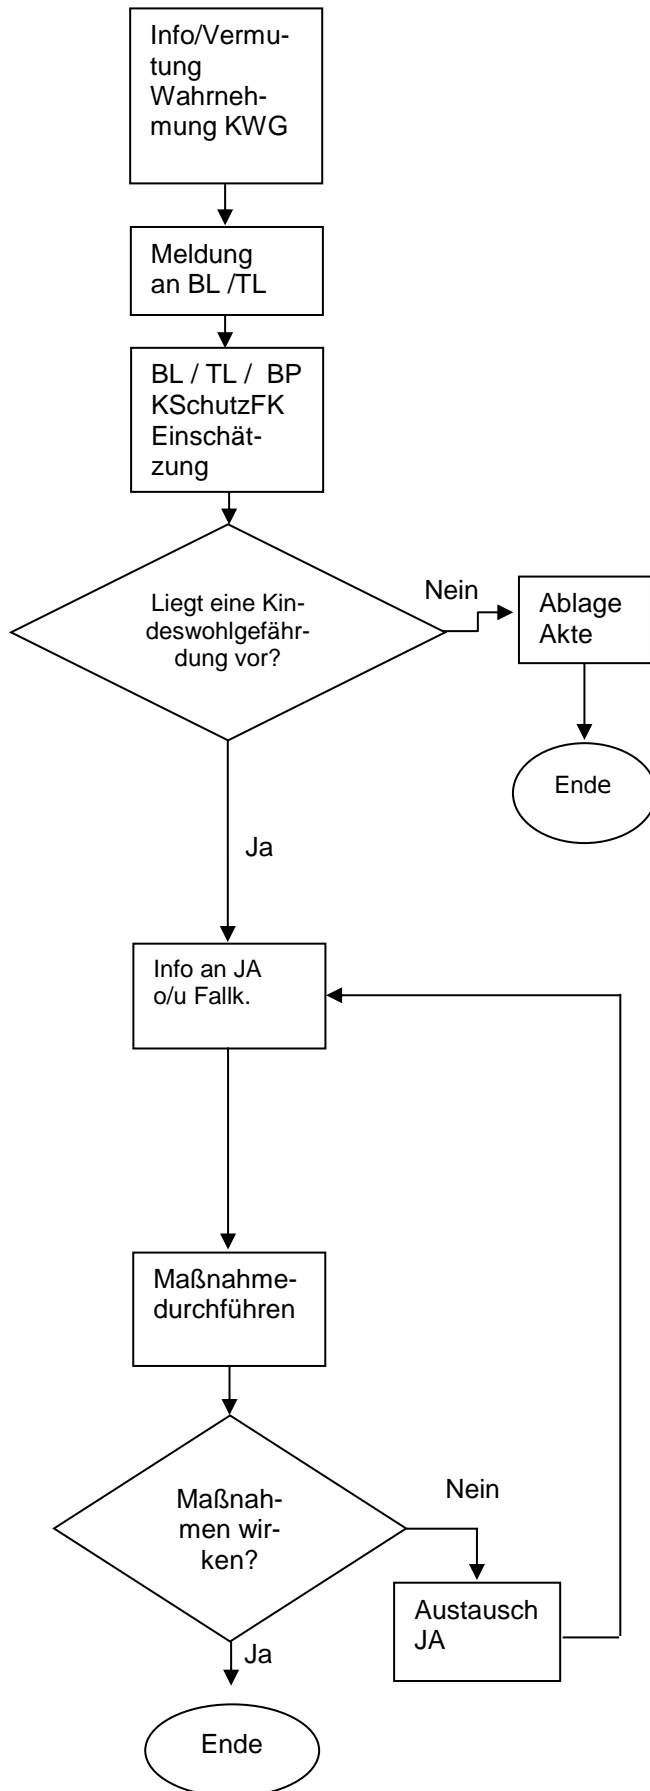 Info/Vermu-
tung
Wahrneh-
mung KWG
Meldung
an BL /TL
BL / TL / BP
KSchutzFK
Einschät-
zung
Liegt eine Kin-
deswohlgefähr-
dung vor?
Nein
Ablage
Akte
Ende
Ja
Info an JA
o/u Fallk.
Maßnahme-
durchführen
Maßnah-
men wir-
ken?
Nein
Austausch
JA
Ja
Ende